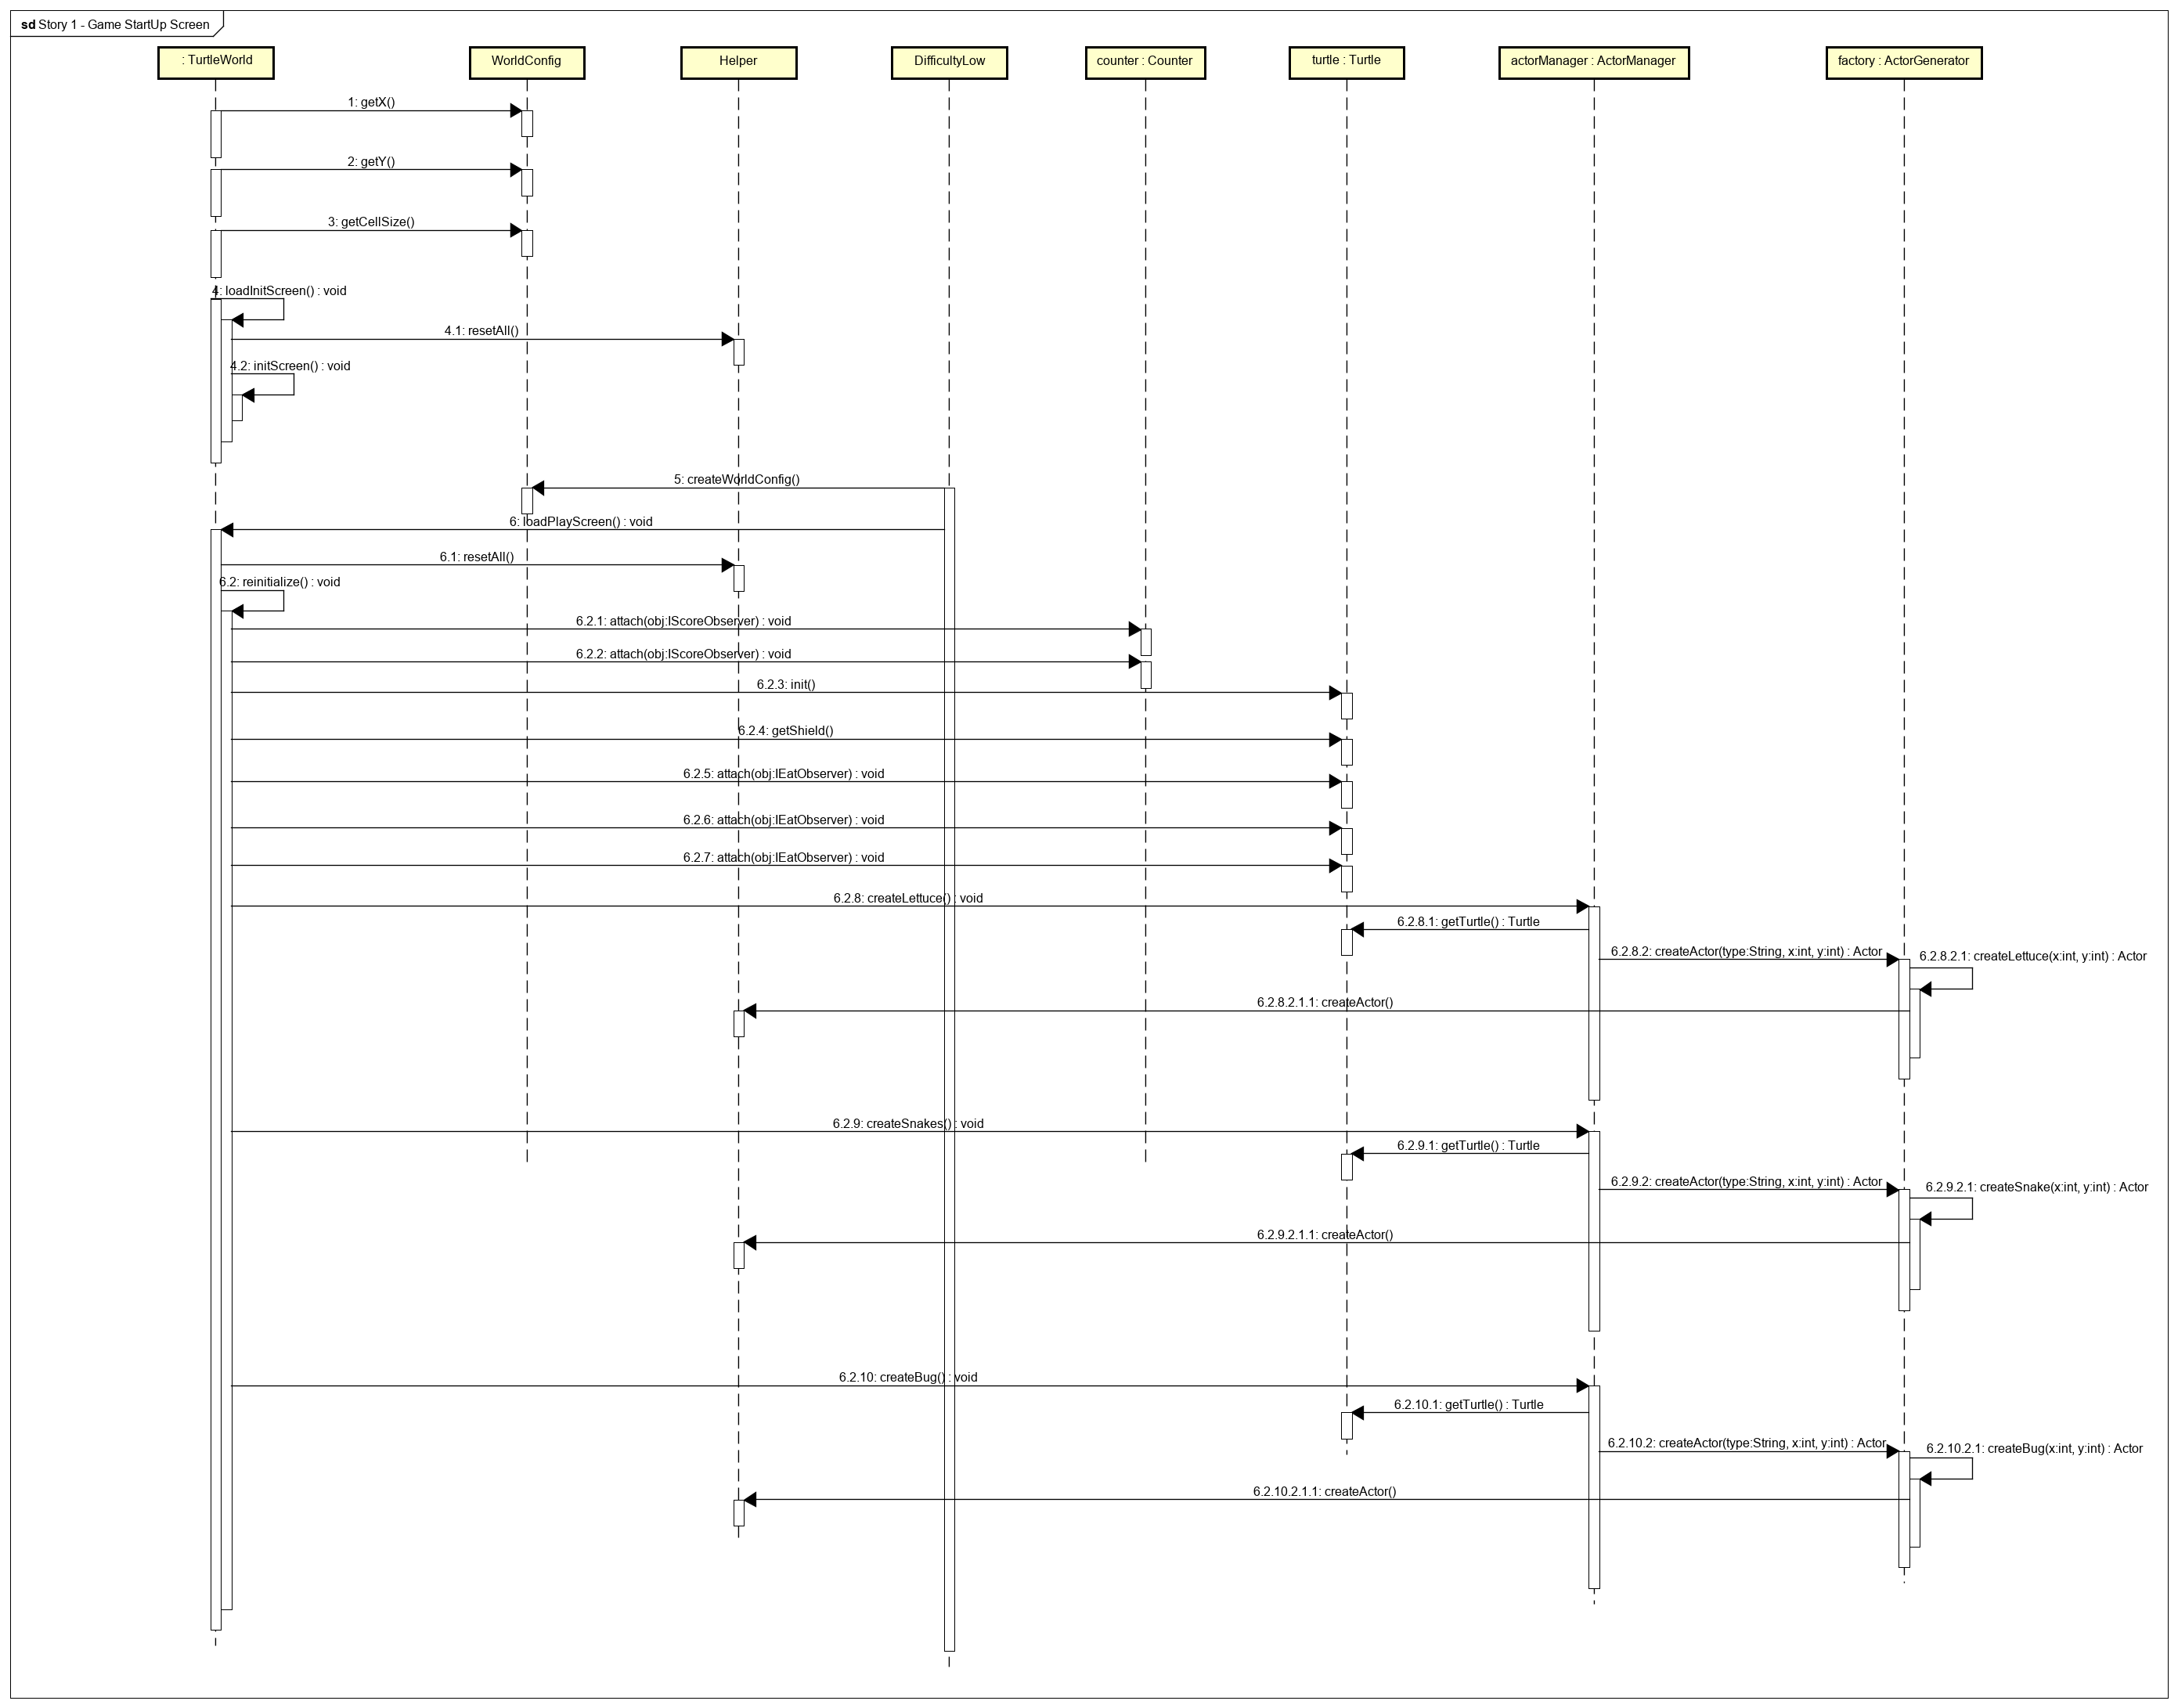 sd Story 1 - Game StartUp Screen
: TurtleWorld
WorldConfig
Helper
DifficultyLow
counter : Counter
turtle : Turtle
actorManager : ActorManager
factory : ActorGenerator
1: getX()
2: getY()
3: getCellSize()
4: loadInitScreen() : void
4.1: resetAll()
4.2: initScreen() : void
5: createWorldConfig()
6: loadPlayScreen() : void
6.1: resetAll()
6.2: reinitialize() : void
6.2.1: attach(obj:IScoreObserver) : void
6.2.2: attach(obj:IScoreObserver) : void
6.2.3: init()
6.2.4: getShield()
6.2.5: attach(obj:IEatObserver) : void
6.2.6: attach(obj:IEatObserver) : void
6.2.7: attach(obj:IEatObserver) : void
6.2.8: createLettuce() : void
6.2.8.1: getTurtle() : Turtle
6.2.8.2: createActor(type:String, x:int, y:int) : Actor
6.2.8.2.1: createLettuce(x:int, y:int) : Actor
6.2.8.2.1.1: createActor()
6.2.9: createSnakes() : void
6.2.9.1: getTurtle() : Turtle
6.2.9.2: createActor(type:String, x:int, y:int) : Actor
6.2.9.2.1: createSnake(x:int, y:int) : Actor
6.2.9.2.1.1: createActor()
6.2.10: createBug() : void
6.2.10.1: getTurtle() : Turtle
6.2.10.2: createActor(type:String, x:int, y:int) : Actor
6.2.10.2.1: createBug(x:int, y:int) : Actor
6.2.10.2.1.1: createActor()